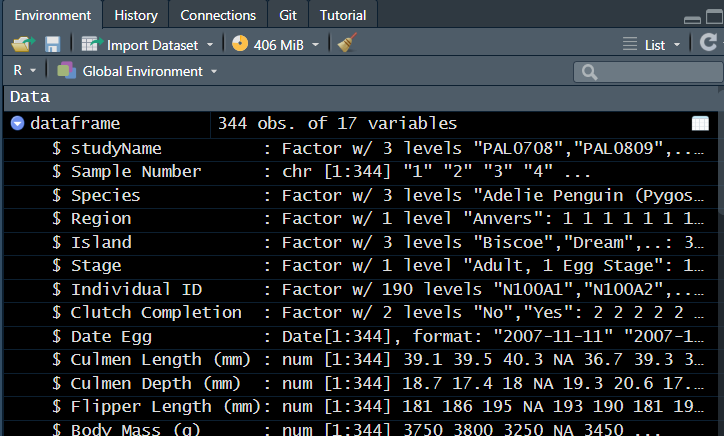 Environment History Connections Git Tutorial
Import Dataset 406 MiB List
R Global Environment
Data
dataframe 344 obs. of 17 variables
$ studyName : Factor w/ 3 levels "PAL0708","PAL0809",..…
$ Sample Number : chr [1:344] "1" "2" "3" "4" ...
$ Species : Factor w/ 3 levels "Adelie Penguin (Pygos…
$ Region : Factor w/ 1 level "Anvers": 1 1 1 1 1 1 1…
$ Island : Factor w/ 3 levels "Biscoe","Dream",..: 3…
$ Stage : Factor w/ 1 level "Adult, 1 Egg Stage": 1…
$ Individual ID : Factor w/ 190 levels "N100A1","N100A2",..…
$ Clutch Completion : Factor w/ 2 levels "No","Yes": 2 2 2 2 2 …
$ Date Egg : Date[1:344], format: "2007-11-11" "2007-1…
$ Culmen Length (mm) : num [1:344] 39.1 39.5 40.3 NA 36.7 39.3 3…
$ Culmen Depth (mm) : num [1:344] 18.7 17.4 18 NA 19.3 20.6 17.…
$ Flipper Length (mm): num [1:344] 181 186 195 NA 193 190 181 19…
$ Body Mass (g) : num [1:344] 3750 3800 3250 NA 3450 ...